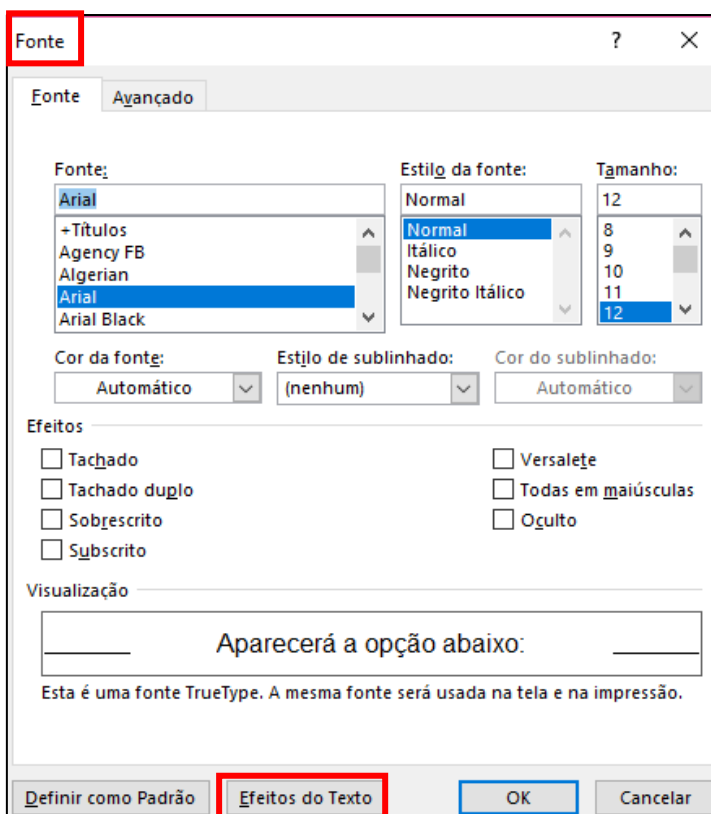 Fonte ? ×
Fonte Avançado
Fonte: Estilo da fonte: Tamanho:
Arial Normal 12
+Títulos Normal 8
Agency FB Itálico 9
Algerian Negrito 10
Arial Negrito Itálico 11
Arial Black 12
Cor da fonte: Estilo de sublinhado: Cor do sublinhado:
Automático (nenhum) Automático
Efeitos
Tachado Versalete
Tachado duplo Todas em maiúsculas
Sobrescrito Oculto
Subscrito
Visualização
Aparecerá a opção abaixo:
Esta é uma fonte TrueType. A mesma fonte será usada na tela e na impressão.
Definir como Padrão Efeitos do Texto OK Cancelar